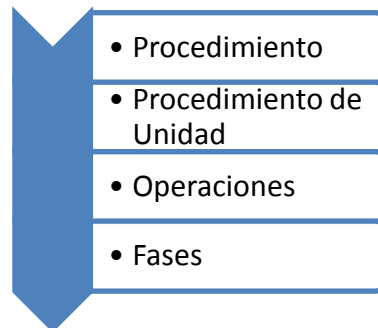 • Procedimiento
• Procedimiento de
Unidad
• Operaciones
• Fases